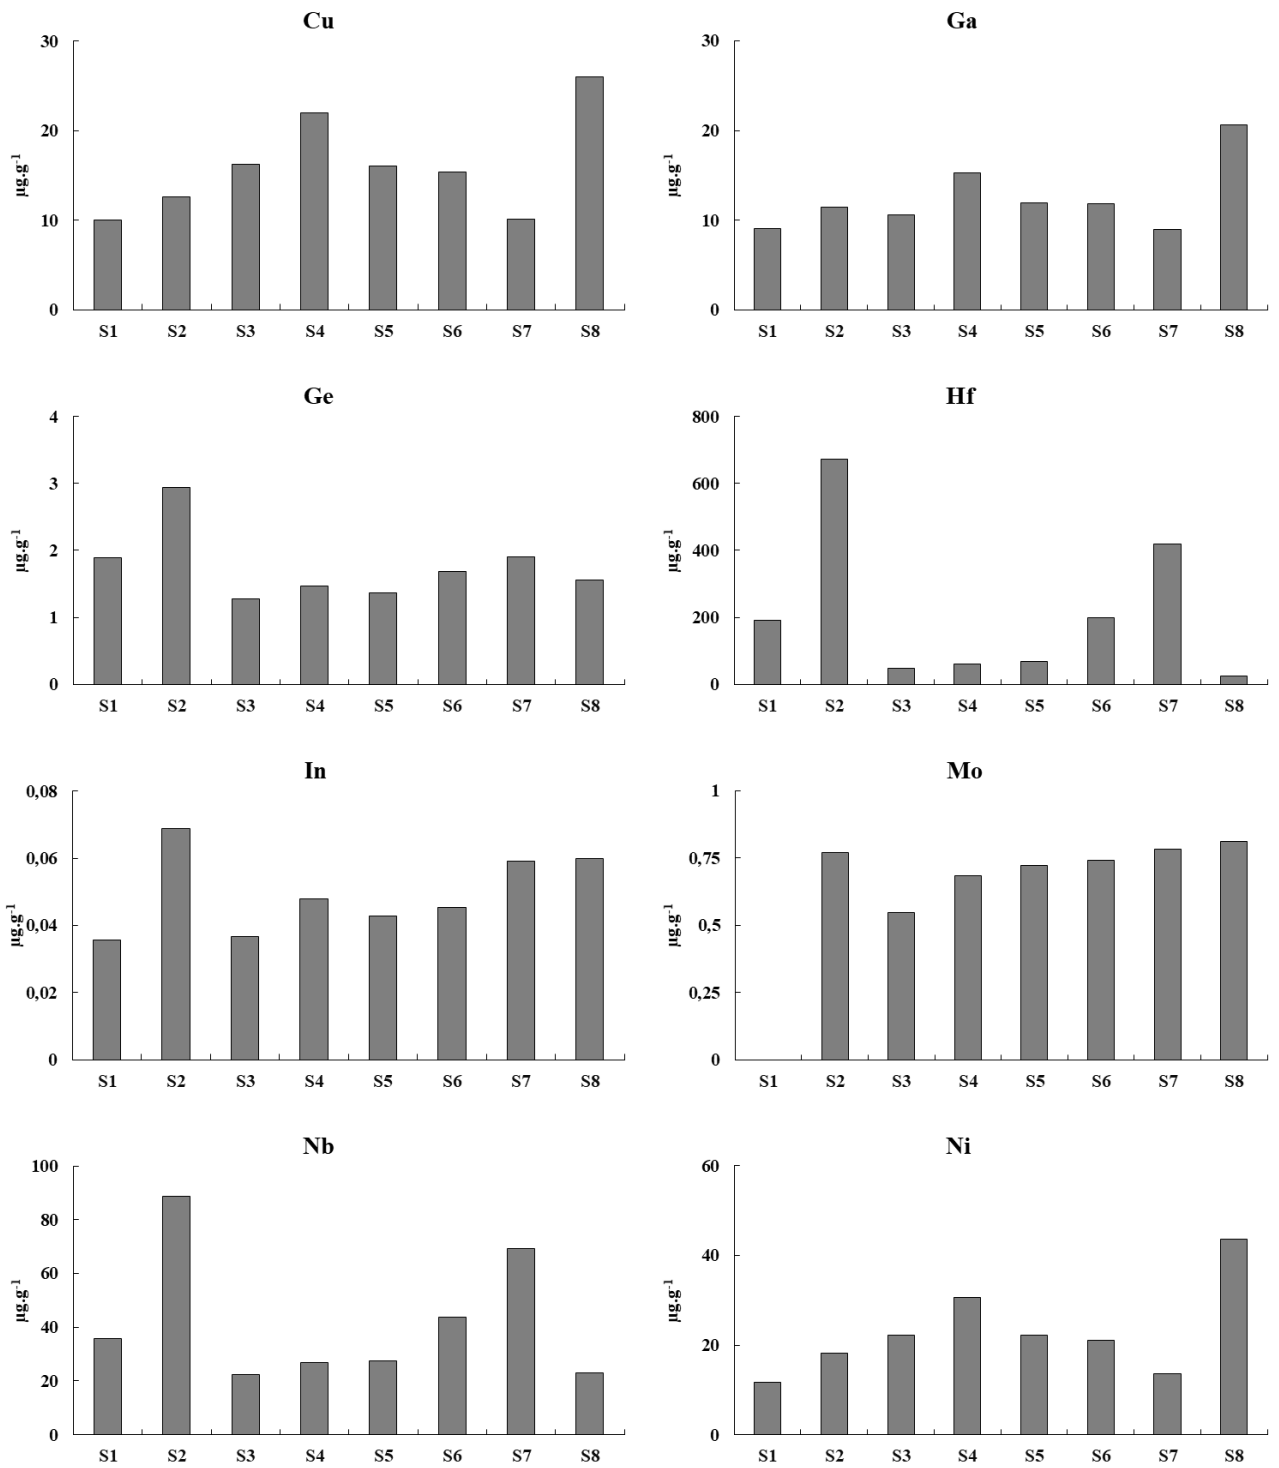 Cu
30
20
10
0
µg.g-1
S1 S2 S3 S4 S5 S6 S7 S8
Ga
30
20
10
0
µg.g-1
S1 S2 S3 S4 S5 S6 S7 S8
Ge
4
3
2
1
0
µg.g-1
S1 S2 S3 S4 S5 S6 S7 S8
Hf
800
600
400
200
0
µg.g-1
S1 S2 S3 S4 S5 S6 S7 S8
In
0,08
0,06
0,04
0,02
0
µg.g-1
S1 S2 S3 S4 S5 S6 S7 S8
Mo
1
0,75
0,5
0,25
0
µg.g-1
S1 S2 S3 S4 S5 S6 S7 S8
Nb
100
80
60
40
20
0
µg.g-1
S1 S2 S3 S4 S5 S6 S7 S8
Ni
60
40
20
0
µg.g-1
S1 S2 S3 S4 S5 S6 S7 S8